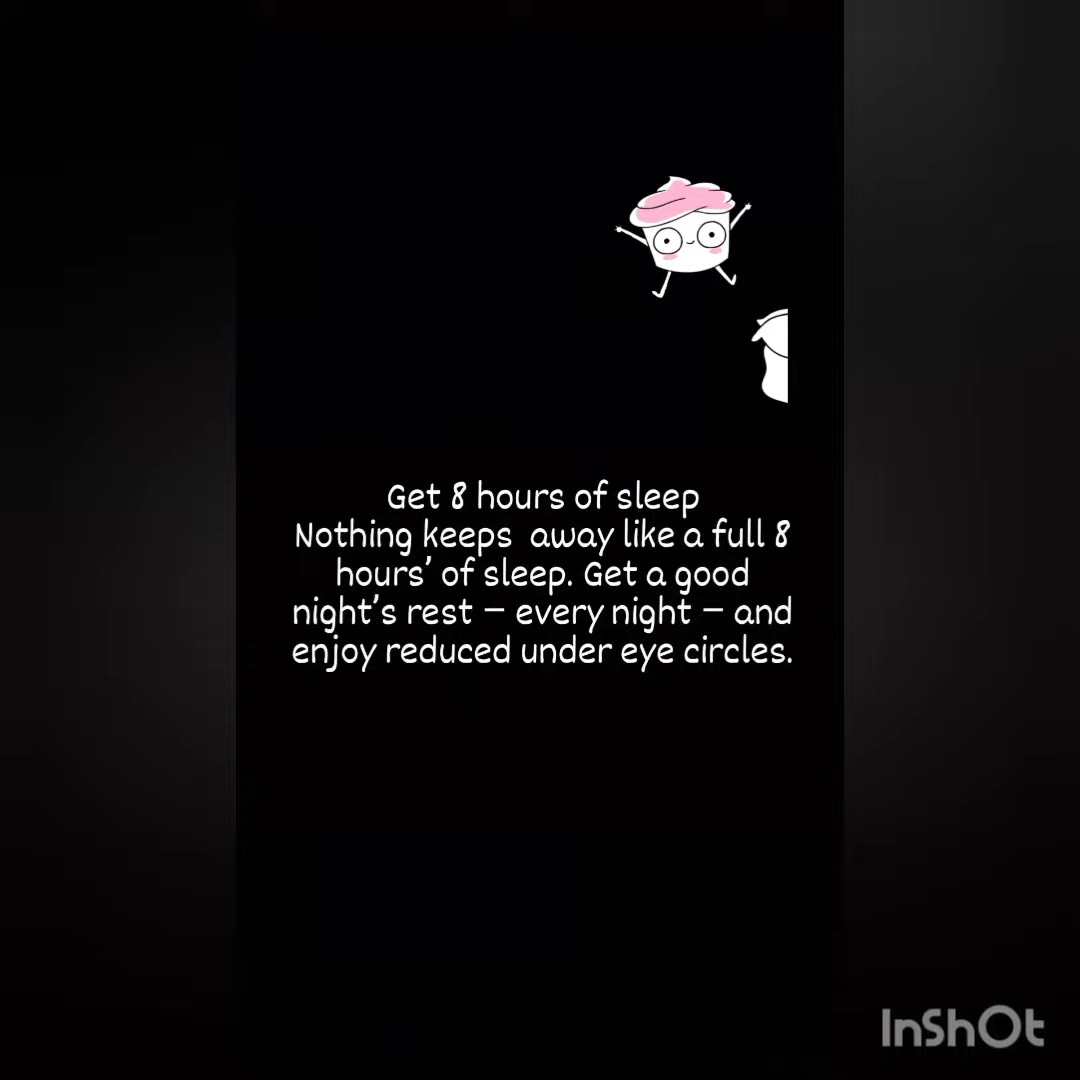 Get 8 hours of sleep
Nothing keeps  away like a full 8
hours’ of sleep. Get a good
night’s rest – every night – and
enjoy reduced under eye circles.
InShOt